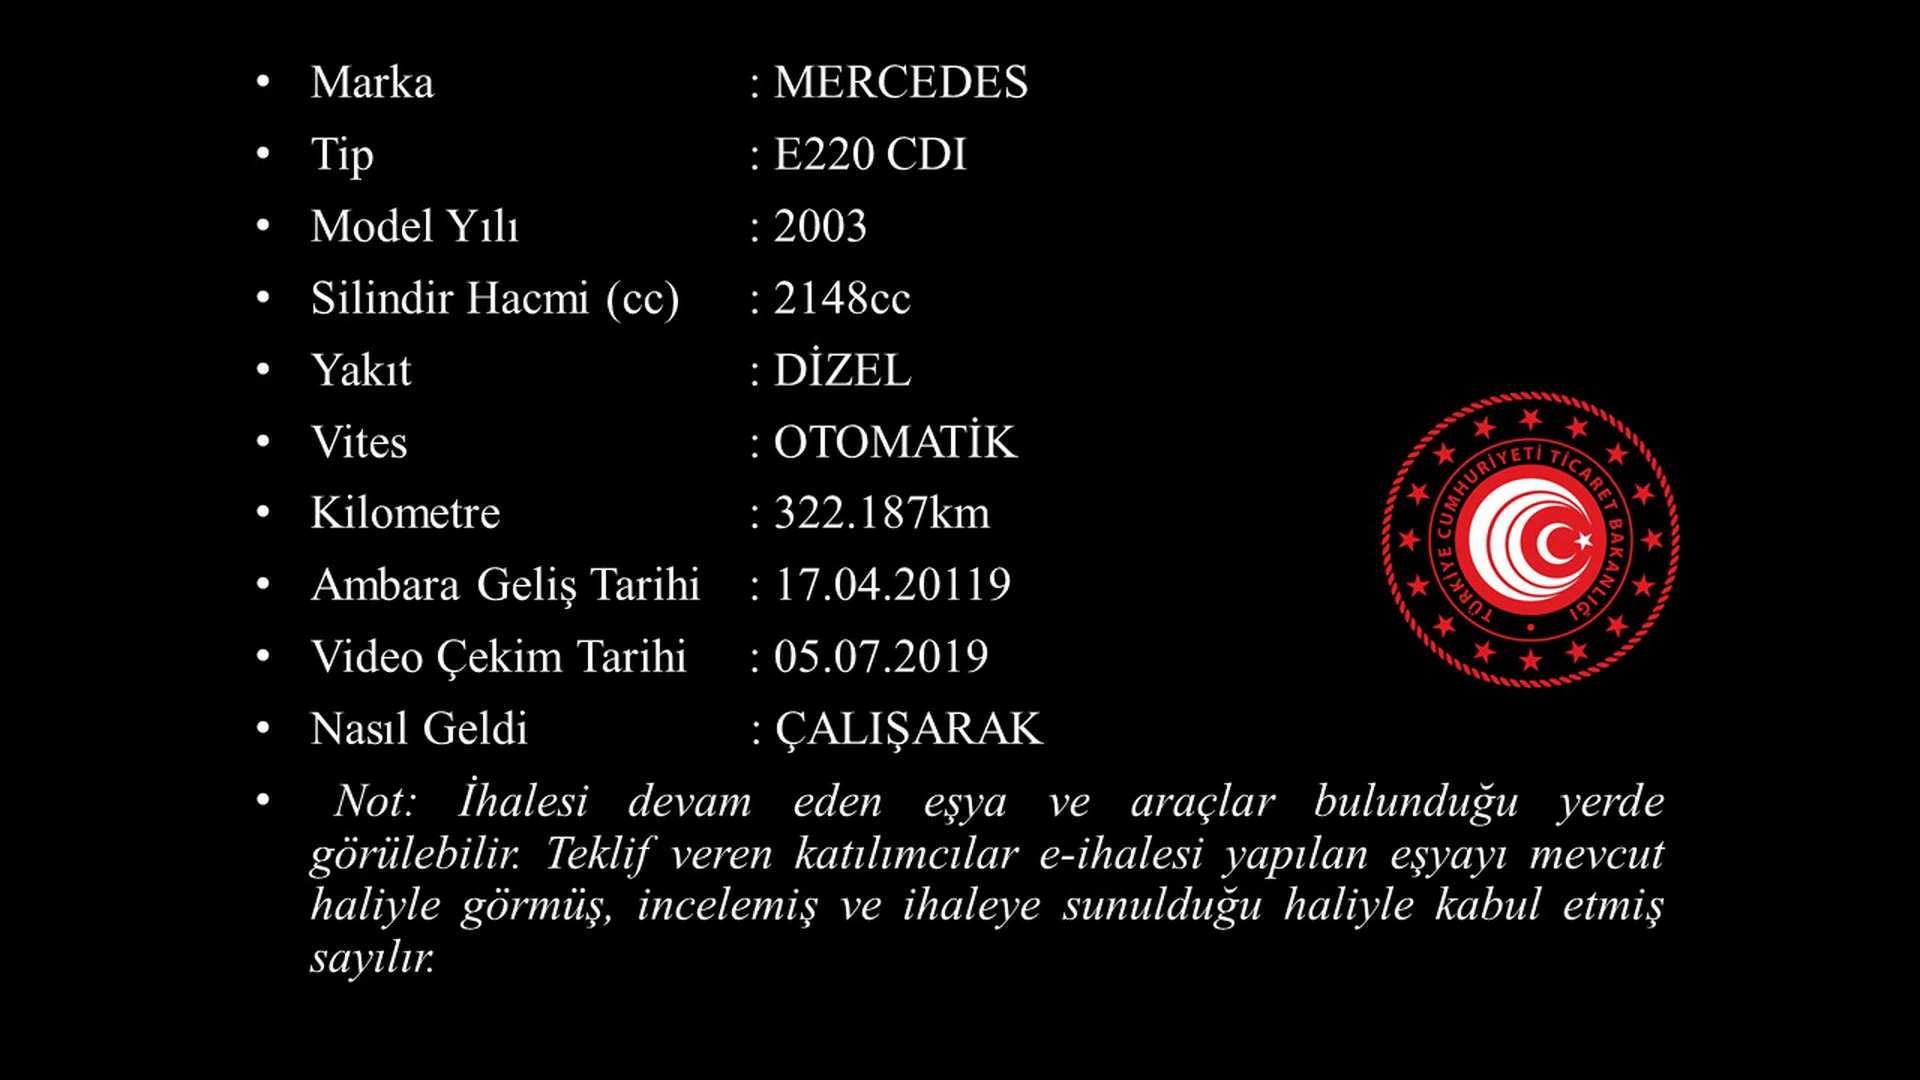 • Marka : MERCEDES
• Tip : E220 CDI
• Model Yılı : 2003
• Silindir Hacmi (cc) : 2148cc
• Yakıt : DİZEL
• Vites : OTOMATİK
• Kilometre : 322.187km
• Ambara Geliş Tarihi : 17.04.20119
• Video Çekim Tarihi : 05.07.2019
• Nasıl Geldi : ÇALIŞARAK
• Not: İhalesi devam eden eşya ve araçlar bulunduğu yerde
görülebilir. Teklif veren katılımcılar e-ihalesi yapılan eşyayı mevcut
haliyle görmüş, incelemiş ve ihaleye sunulduğu haliyle kabul etmiş
sayılır.
TÜRKİYE CUMHURİYETİ TİCARET BAKANLIĞI